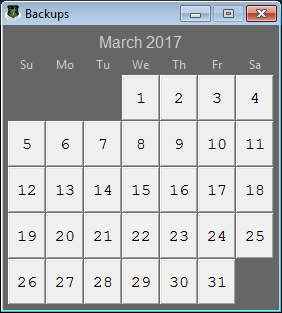 Backups
March 2017
Su Mo Tu We Th Fr Sa
1 2 3 4
5 6 7 8 9 10 11
12 13 14 15 16 17 18
19 20 21 22 23 24 25
26 27 28 29 30 31